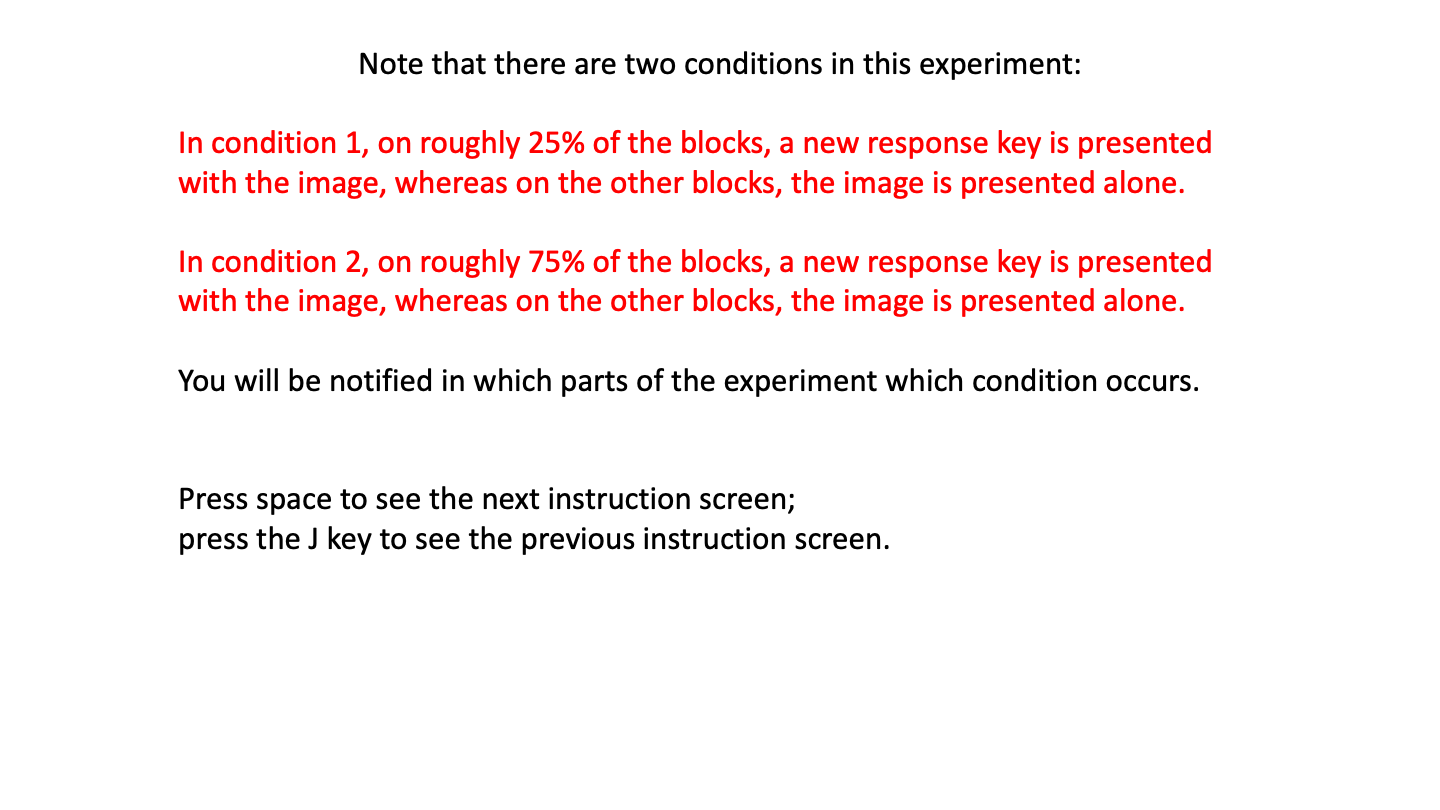 Note that there are two conditions in this experiment:
In condition 1, on roughly 25% of the blocks, a new response key is presented
with the image, whereas on the other blocks, the image is presented alone.
In condition 2, on roughly 75% of the blocks, a new response key is presented
with the image, whereas on the other blocks, the image is presented alone.
You will be notified in which parts of the experiment which condition occurs.
Press space to see the next instruction screen;
press the J key to see the previous instruction screen.